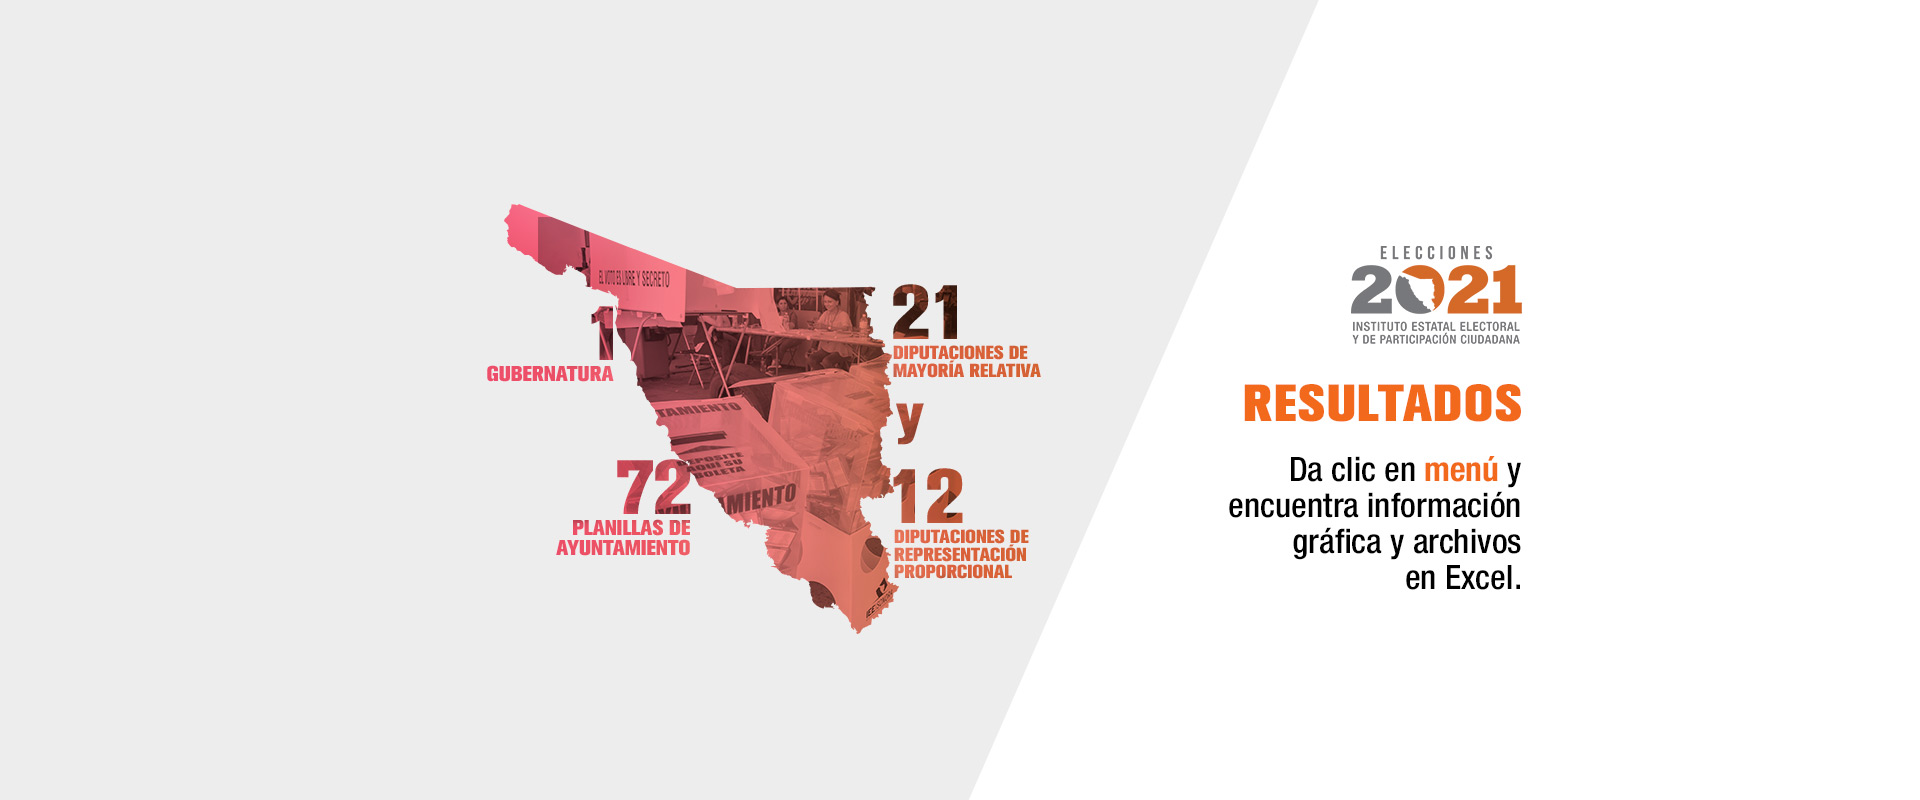 EL VOTO ES LIBRE Y SECRETO
1
GUBERNATURA
72
PLANILLAS DE
AYUNTAMIENTO
TAMIENTO
DEPOSITE
AQUÍ SU
BOLETA
AMIENTO
21
DIPUTACIONES DE
MAYORÍA RELATIVA
y
12
DIPUTACIONES DE
REPRESENTACIÓN
PROPORCIONAL
ELECCIONES
2021
INSTITUTO ESTATAL ELECTORAL
Y DE PARTICIPACIÓN CIUDADANA
RESULTADOS
Da clic en menú y
encuentra información
gráfica y archivos
en Excel.